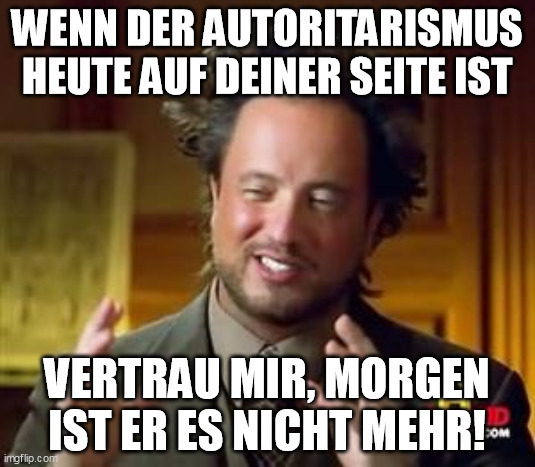 WENN DER AUTORITARISMUS
HEUTE AUF DEINER SEITE IST
VERTRAU MIR, MORGEN
IST ER ES NICHT MEHR!
imgflip.com